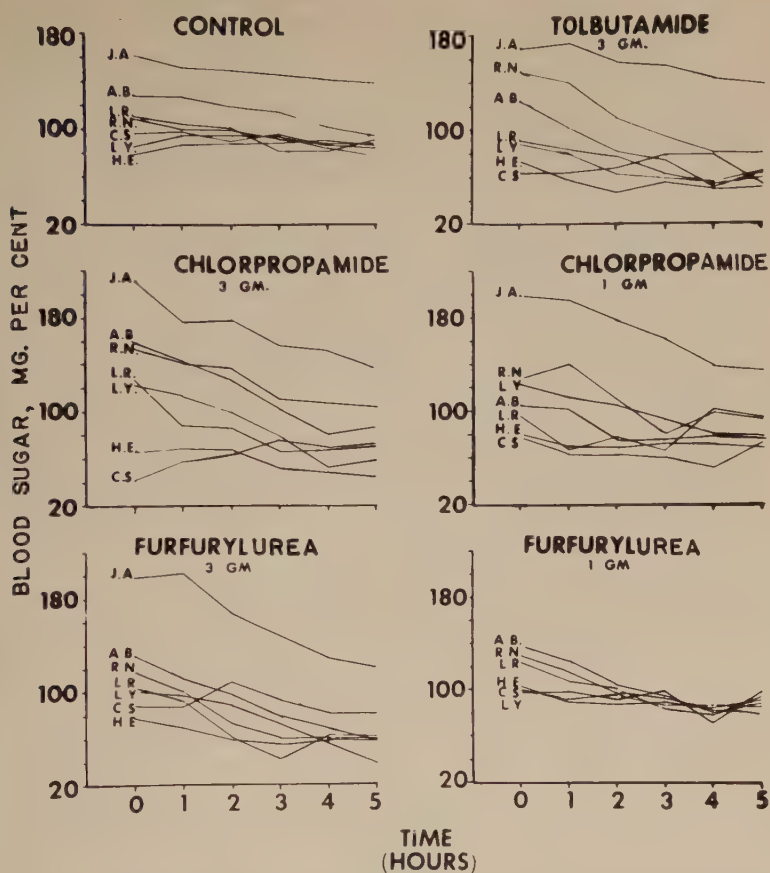 CONTROL
180
100
20
J.A
A.B
L.R
R.N.
C.S
L.Y.
H.E.
TOLBUTAMIDE
3 GM.
180
100
20
J.A
R.N.
A.B
L.R
L.Y
H.E.
C S
BLOOD SUGAR, MG. PER CENT
CHLORPROPAMIDE
3 GM.
180
100
20
J.A
A.B
R.N.
L.R.
L.Y.
H.E
C.S
CHLORPROPAMIDE
1 GM
180
100
20
J.A.
R.N
L Y
A.B
L R
H.E
C S
FURFURYLUREA
3 GM
180
100
20
J.A
A B
R N
L R
L Y
C S
H E
0 1 2 3 4 5
FURFURYLUREA
1 GM
180
100
20
A B.
R N
L R
H E
C S
L Y
0 1 2 3 4 5
TIME
(HOURS)